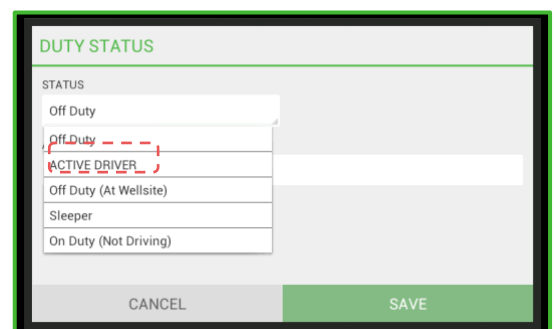 DUTY STATUS
STATUS
Off Duty
Off Duty
ACTIVE DRIVER
Off Duty (At Wellsite)
Sleeper
On Duty (Not Driving)
CANCEL
SAVE